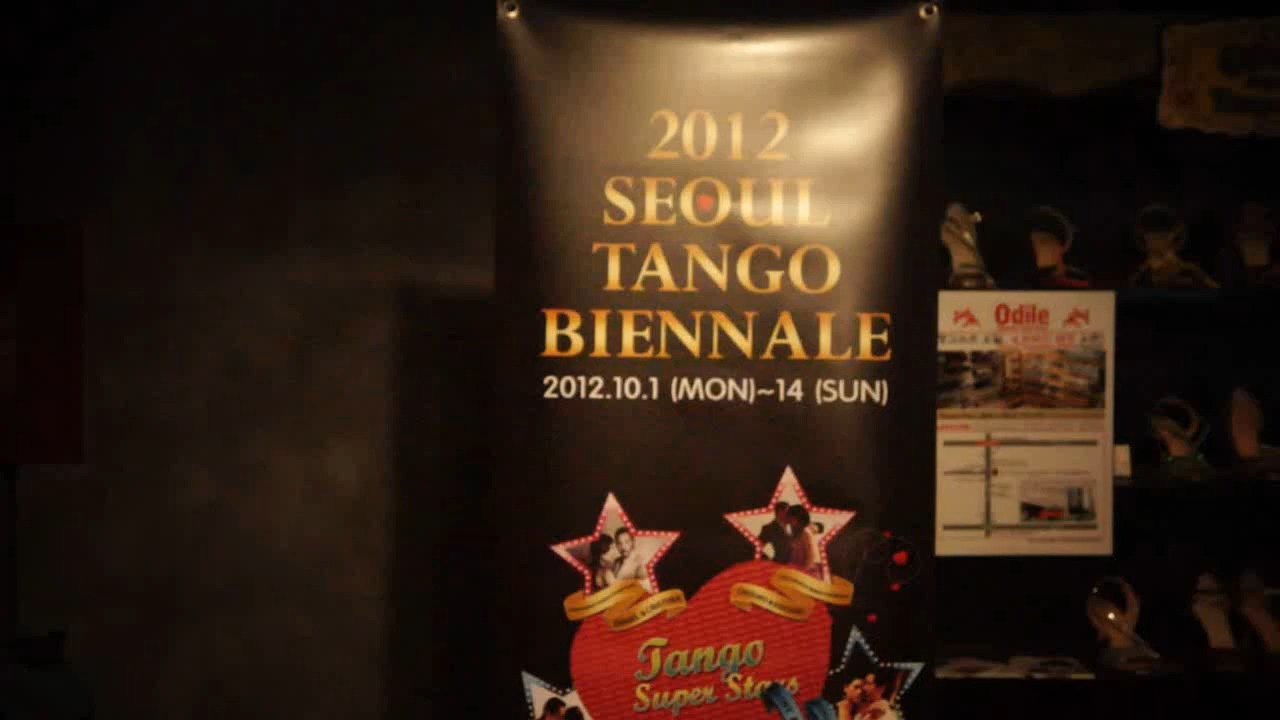 2012
SEOUL
TANGO
BIENNALE
2012.10.1 (MON)~14 (SUN)
Odile
Tango
Super Stars